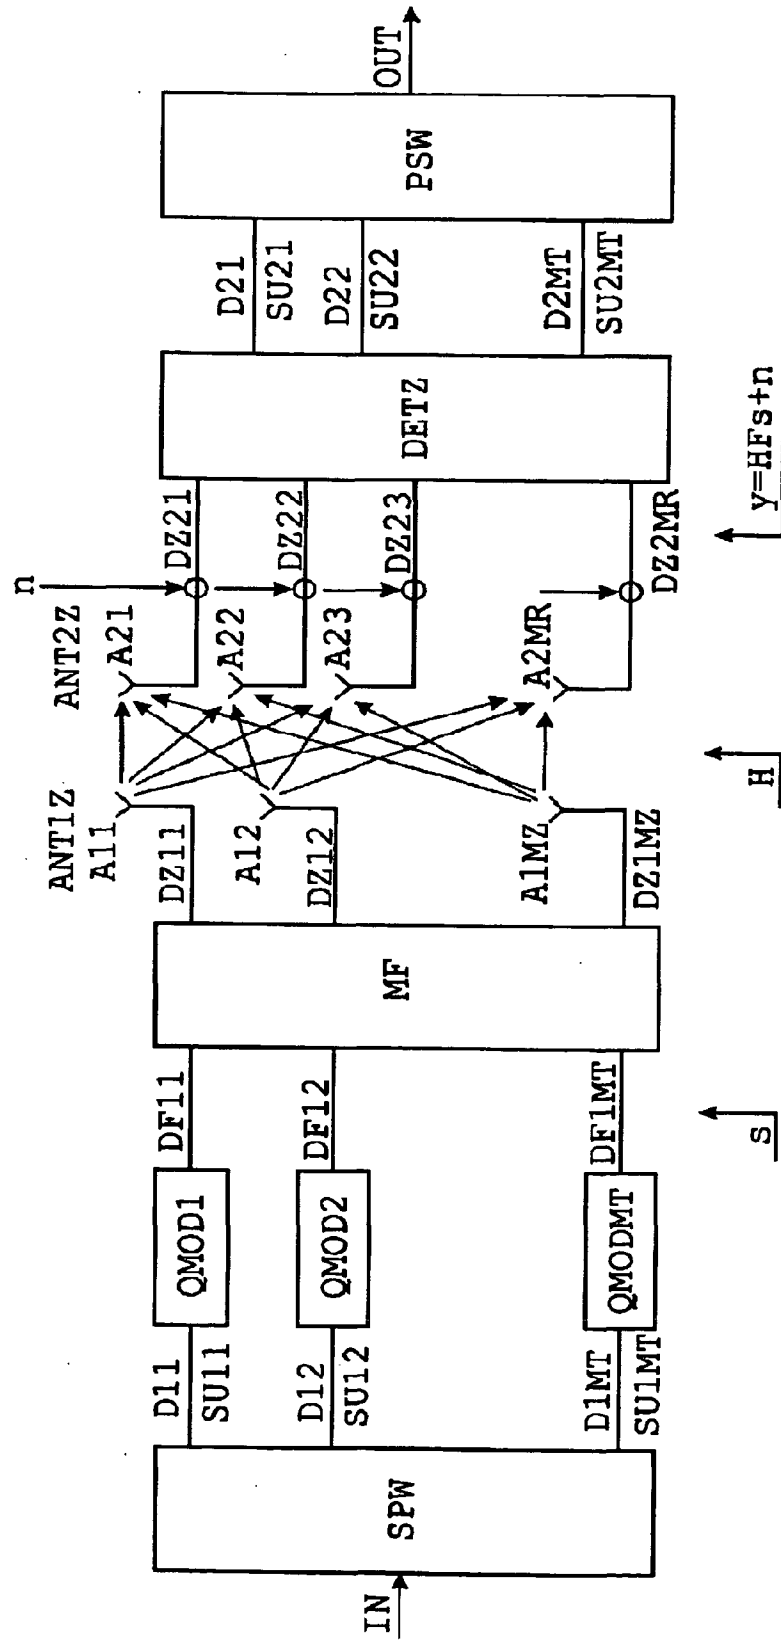 IN
SPW
D11
SU11
D12
SU12
D1MT
SU1MT
QMOD1
QMOD2
QMODMT
DF11
DF12
DF1MT
S
MF
ANT1Z
A11
DZ11
A12
DZ12
A1MZ
DZ1MZ
H
ANT2Z
A21
A22
A23
A2MR
n
DZ21
DZ22
DZ23
DZ2MR
y=HFs+n
DETZ
D21
SU21
D22
SU22
D2MT
SU2MT
PSW
OUT